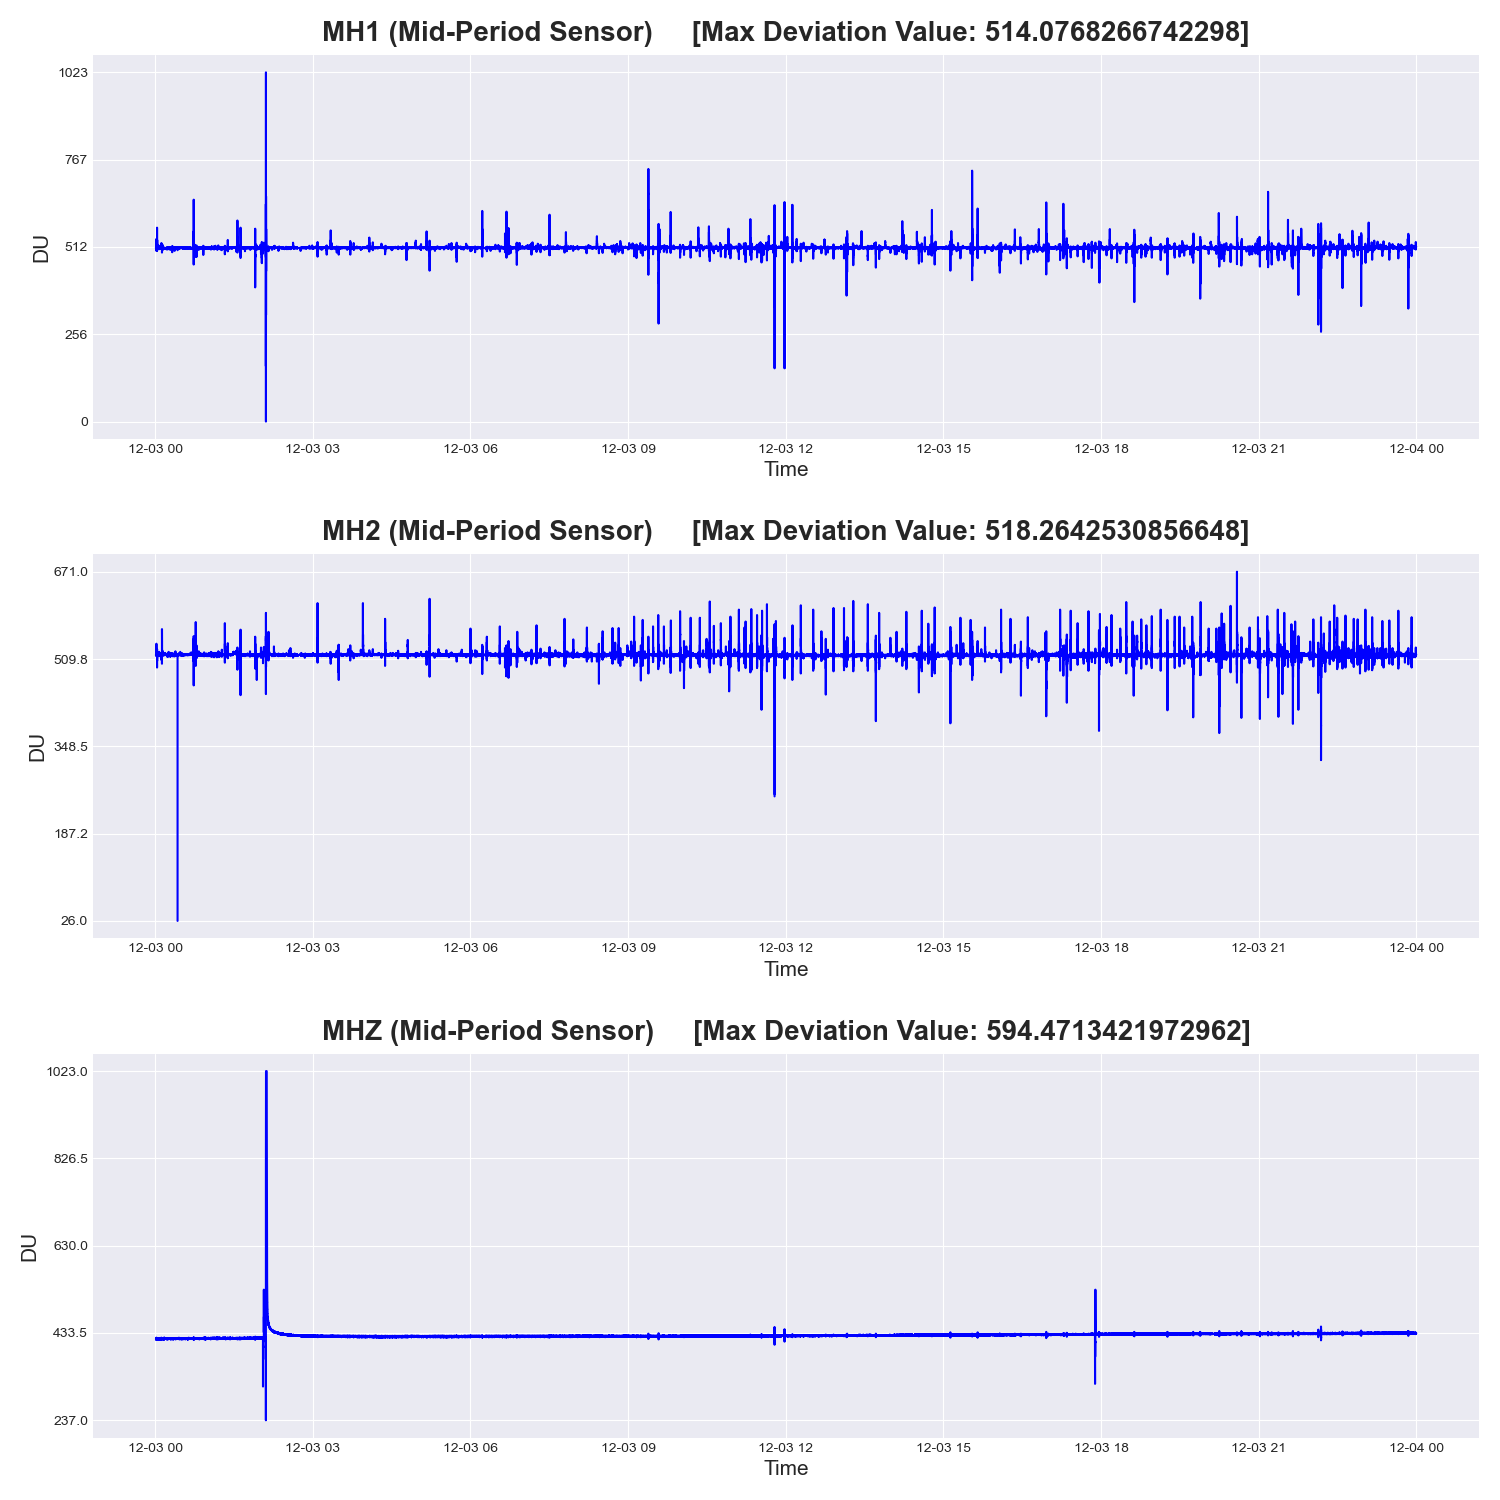 MH1 (Mid-Period Sensor) [Max Deviation Value: 514.0768266742298]
1023
767
512
256
0
DU
12-03 00 12-03 03 12-03 06 12-03 09 12-03 12 12-03 15 12-03 18 12-03 21 12-04 00
Time
MH2 (Mid-Period Sensor) [Max Deviation Value: 518.2642530856648]
671.0
509.8
348.5
187.2
26.0
DU
12-03 00 12-03 03 12-03 06 12-03 09 12-03 12 12-03 15 12-03 18 12-03 21 12-04 00
Time
MHZ (Mid-Period Sensor) [Max Deviation Value: 594.4713421972962]
1023.0
826.5
630.0
433.5
237.0
DU
12-03 00 12-03 03 12-03 06 12-03 09 12-03 12 12-03 15 12-03 18 12-03 21 12-04 00
Time